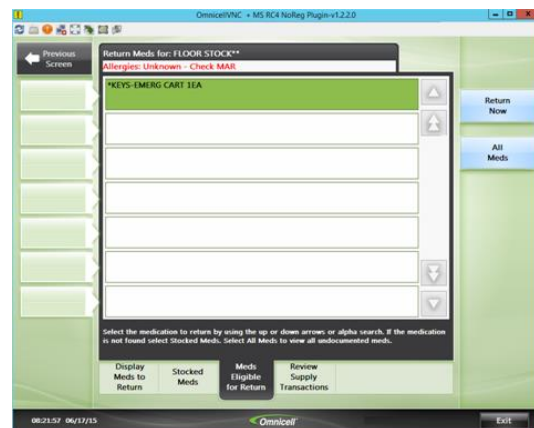 OmnicellVNC + MS RC4 NoReg Plugin-v1.2.2.0
Previous
Screen
Return Meds for: FLOOR STOCK**
Allergies: Unknown - Check MAR
*KEYS-EMERG CART 1EA
Return
Now
All
Meds
Select the medication to return by using the up or down arrows or alpha search. If the medication
is not found select Stocked Meds. Select All Meds to view all undocumented meds.
Display
Meds to
Return
Stocked
Meds
Meds
Eligible
for Return
Review
Supply
Transactions
08:21:57 06/17/15
Omnicell
Exit